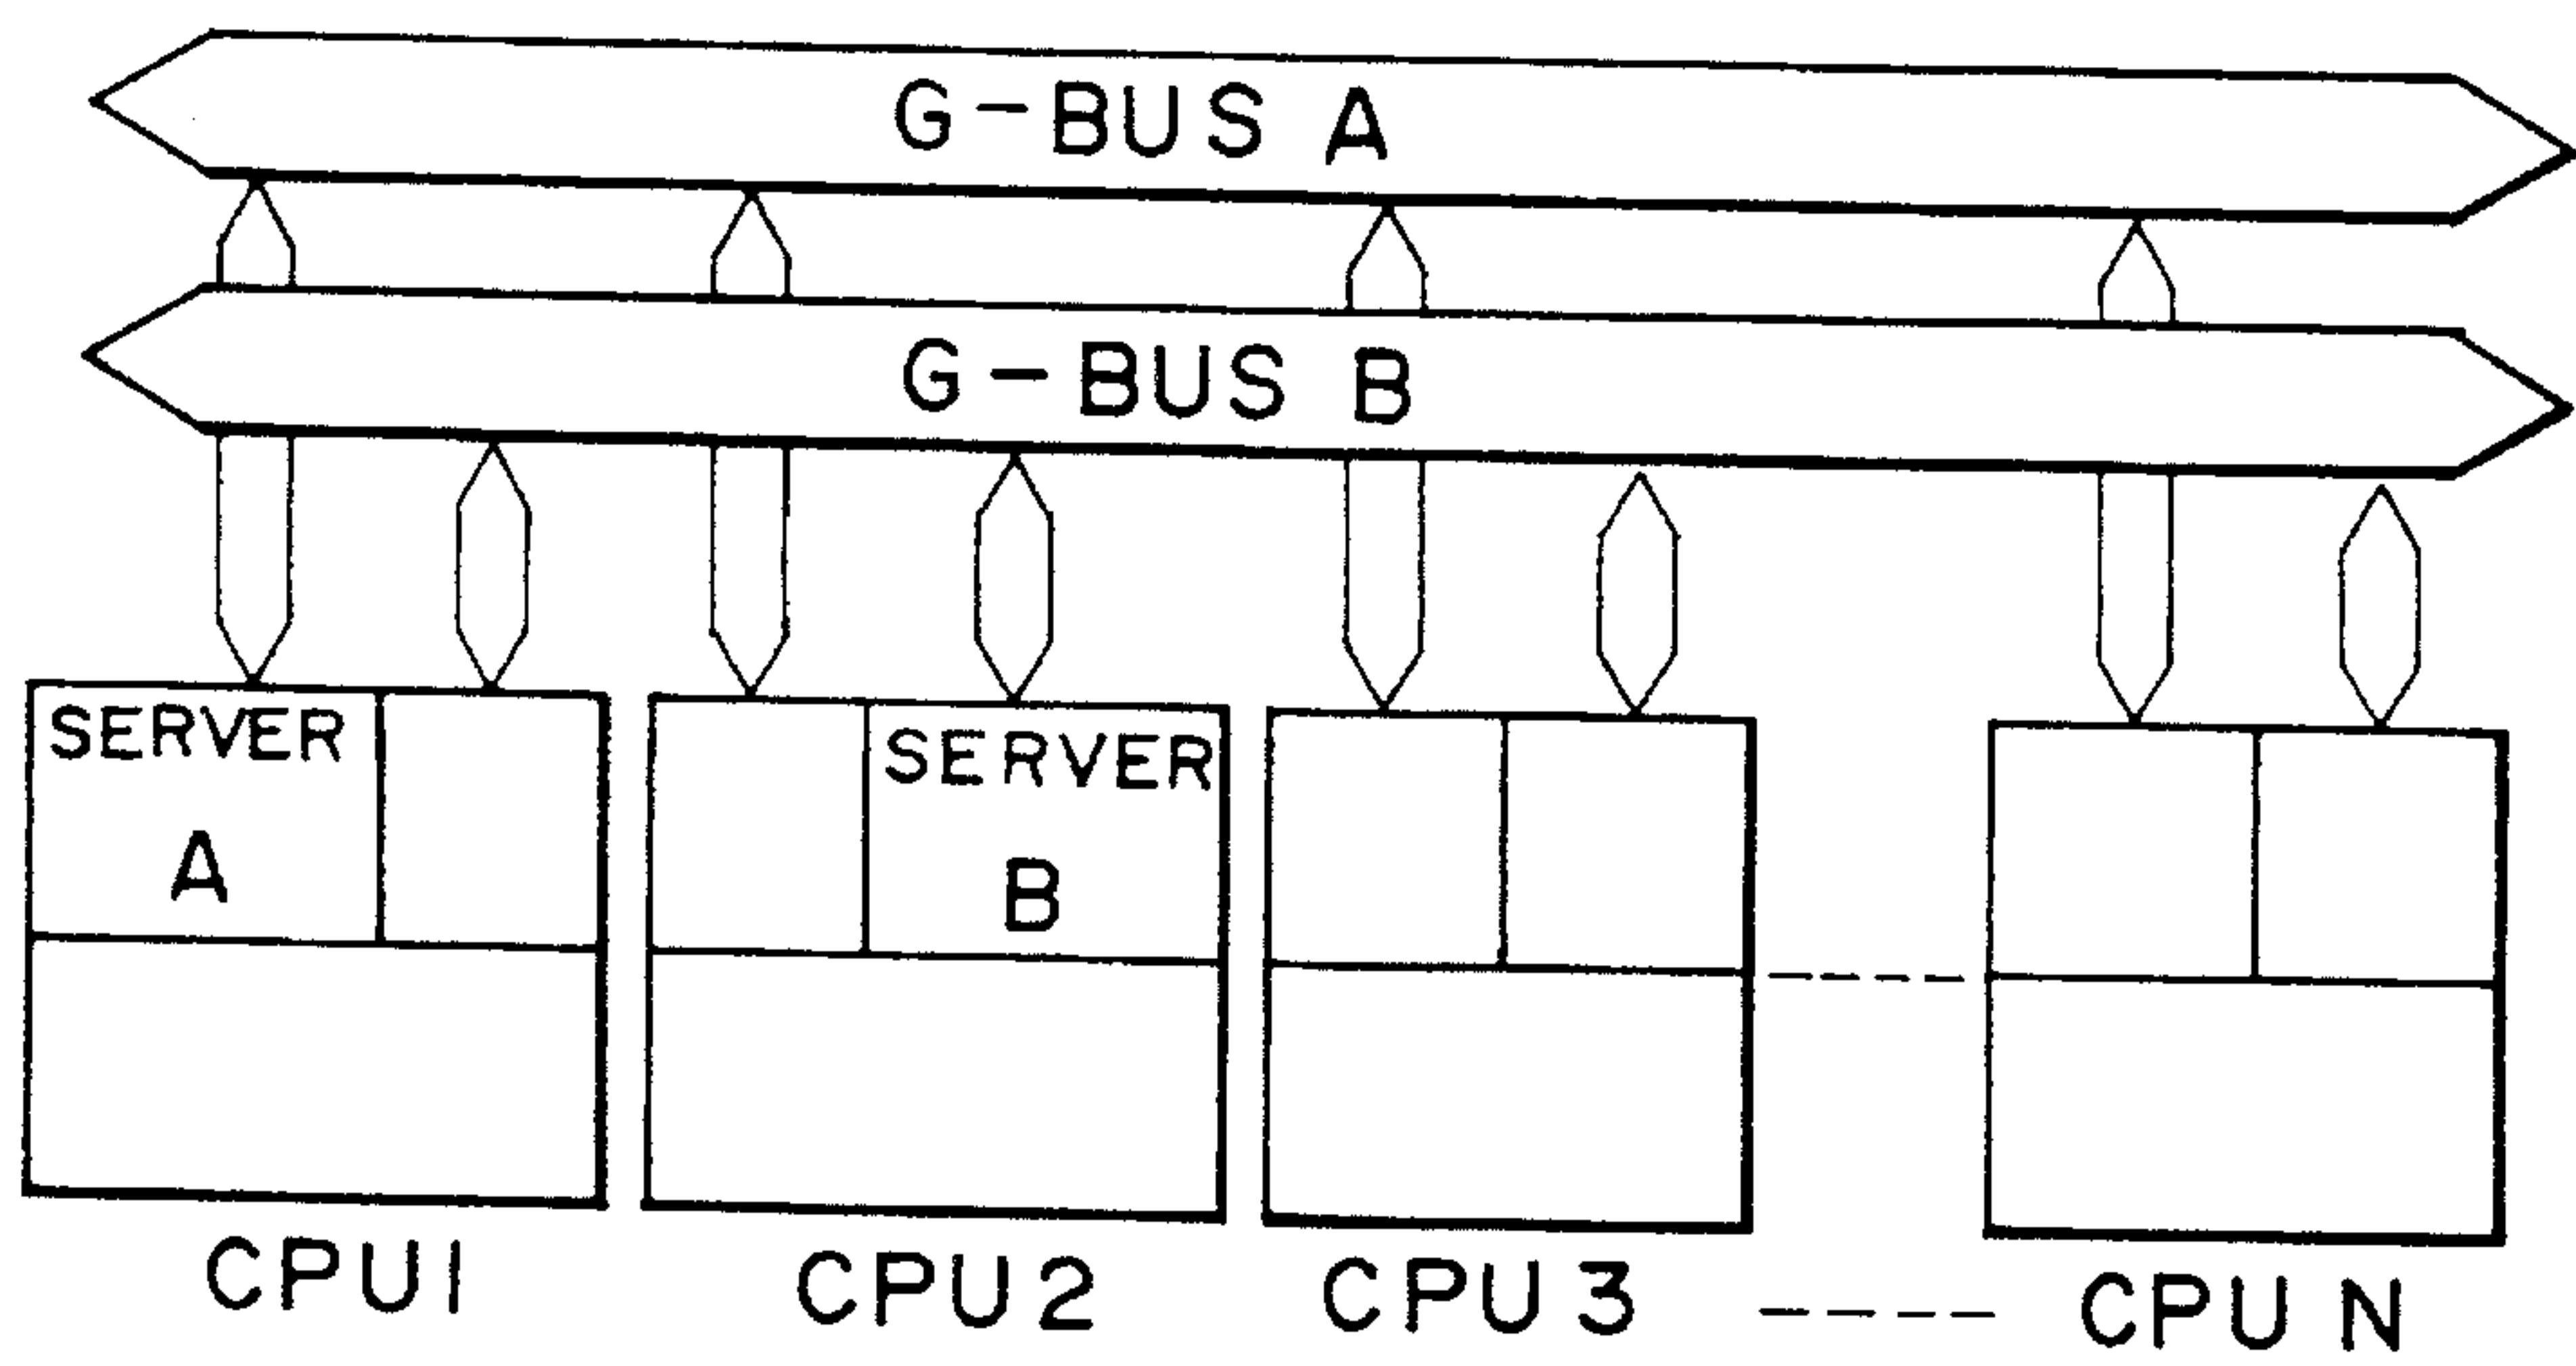 G-BUS A
G-BUS B
SERVER
A
SERVER
B
CPU1
CPU2
CPU3
CPU N